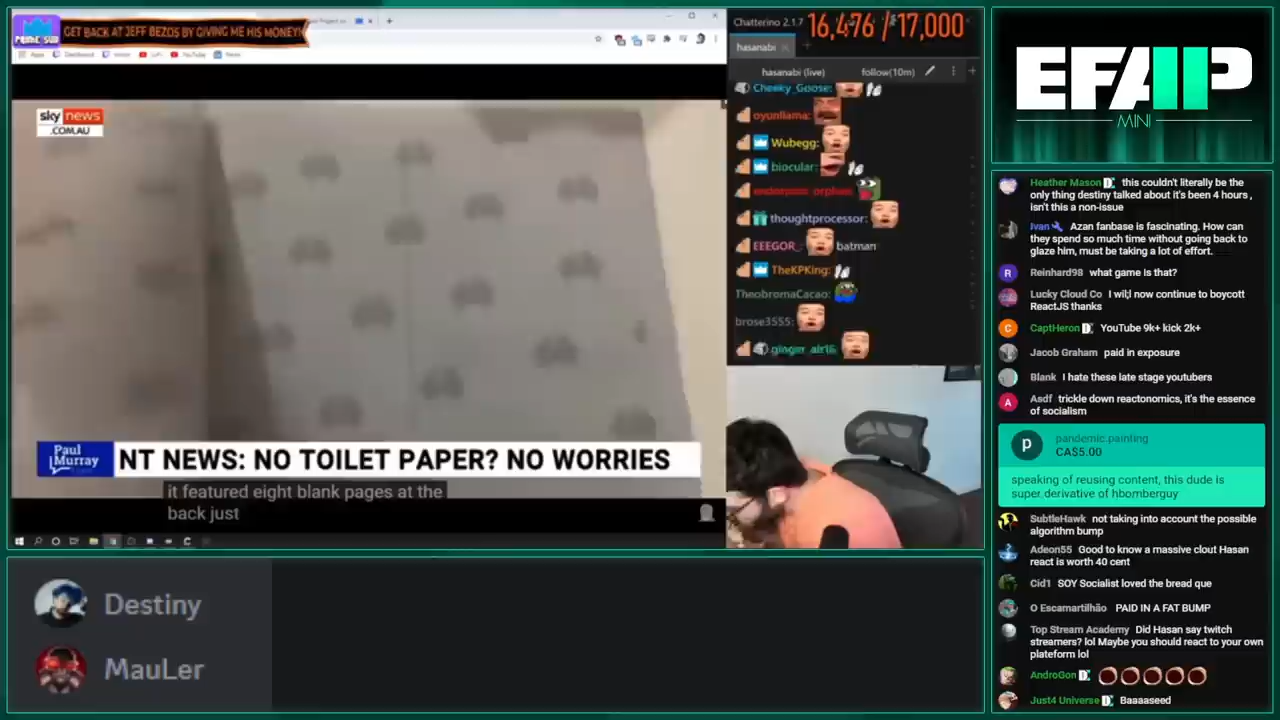 GET BACK AT JEFF BEZOS BY GIVING ME HIS MONEY!
PRIME SUB
Apps
Dashboard
YouTube
News
sky news
.COM.AU
Paul
Murray
NT NEWS: NO TOILET PAPER? NO WORRIES
it featured eight blank pages at the
back just
Chatterino 2.1.7
16,476 / 17,000
hasanabi
hasanabi (live)
follow(10m)
Cheeky_Goose:
oyunllama:
Wubegg:
biocular:
thoughtprocessor:
EEEGOR_: batman
TheKPKing:
TheobromaCacao:
brose3555:
Destiny
MauLer
EFAP
MINI
Heather Mason this couldn't literally be the
only thing destiny talked about it's been 4 hours ,
isn't this a non-issue
Ivan Azan fanbase is fascinating. How can
they spend so much time without going back to
glaze him, must be taking a lot of effort.
Reinhard98 what game is that?
Lucky Cloud Co I will now continue to boycott
ReactJS thanks
CaptHeron YouTube 9k+ kick 2k+
Jacob Graham paid in exposure
Blank I hate these late stage youtubers
Asdf trickle down reactonomics, it's the essence
of socialism
p
pandemic.painting
CA$5.00
speaking of reusing content, this dude is
super derivative of hbomberguy
SubtleHawk not taking into account the possible
algorithm bump
Adeon55 Good to know a massive clout Hasan
react is worth 40 cent
Cid1 SOY Socialist loved the bread que
O Escamartilhão PAID IN A FAT BUMP
Top Stream Academy Did Hasan say twitch
streamers? lol Maybe you should react to your own
plateform lol
AndroGon
Just4 Universe Baaaaseed